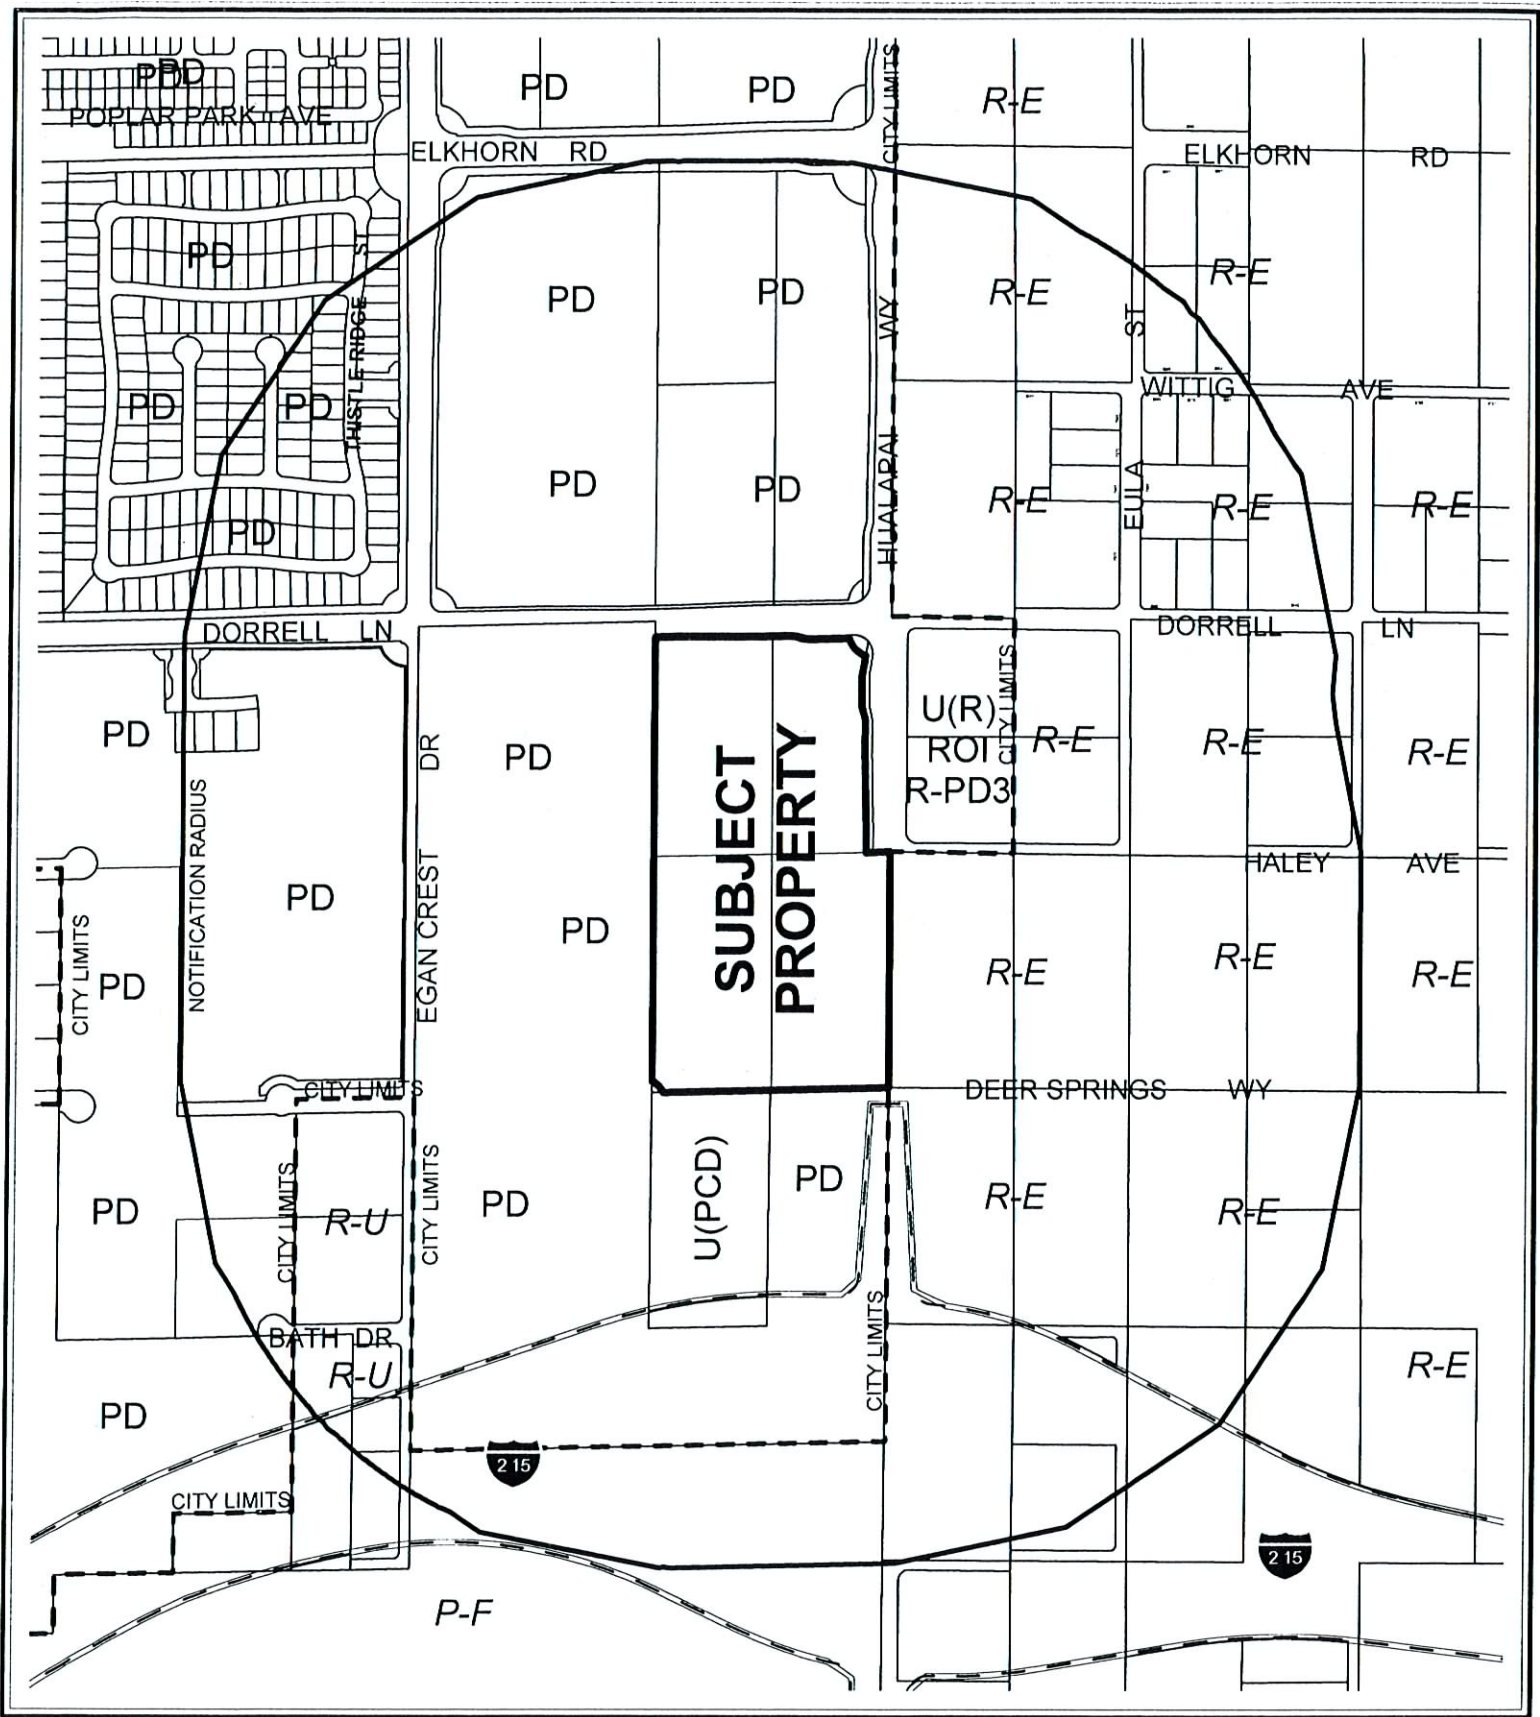 PD PD
POPLAR PARK AVE
PD
PD
CITY LIMITS
R-E
ELKHORN RD
ELKHORN RD
PD
THISTLE RIDGE ST
PD
PD
HUALAPAI WY
R-E
R-E
EULA ST
PD
PD
WITTIG AVE
PD
PD
PD
R-E
R-E
R-E
DORRELL LN
DORRELL LN
PD
NOTIFICATION RADIUS
EGAN CREST DR
PD
SUBJECT
PROPERTY
U(R)
ROI
R-PD3
CITY LIMITS
R-E
R-E
R-E
HALEY AVE
PD
PD
CITY LIMITS
PD
R-E
R-E
R-E
CITY LIMITS
DEER SPRINGS WY
PD
CITY LIMITS
R-U
CITY LIMITS
PD
U(PCD)
PD
R-E
R-E
BATH DR
R-U
CITY LIMITS
R-E
PD
215
CITY LIMITS
215
P-F